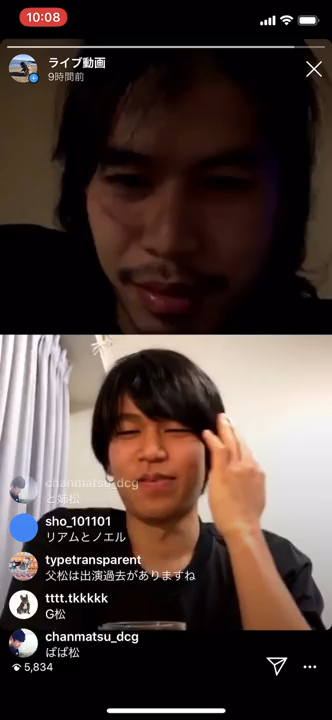 10:08
ライブ動画
9時間前
chanmatsu_dcg
と姉松
sho_101101
リアムとノエル
typetransparent
父松は出演過去がありますね
tttt.tkkkkk
G松
chanmatsu_dcg
ぱぱ松
5,834